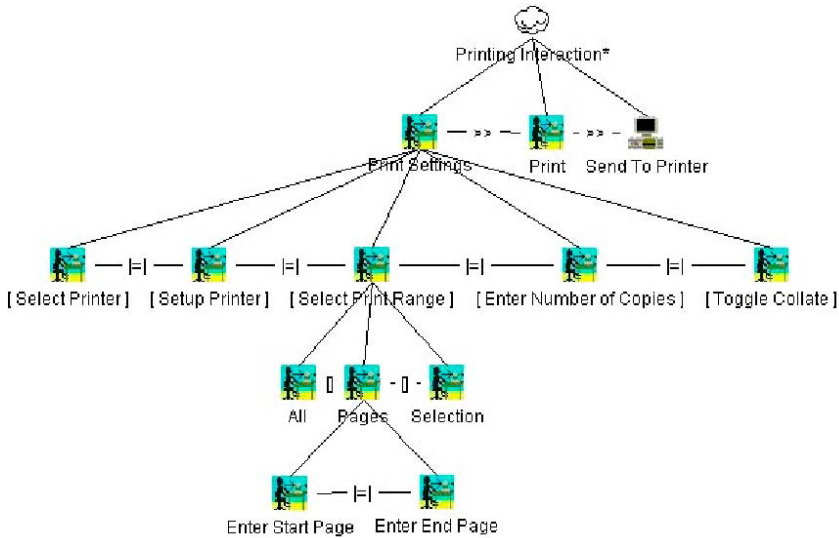 Printing Interaction*
Print Settings >> Print >> Send To Printer
[ Select Printer ] |=| [ Setup Printer ] |=| [ Select Print Range ] |=| [ Enter Number of Copies ] |=| [ Toggle Collate ]
All [] Pages [] Selection
Enter Start Page |=| Enter End Page